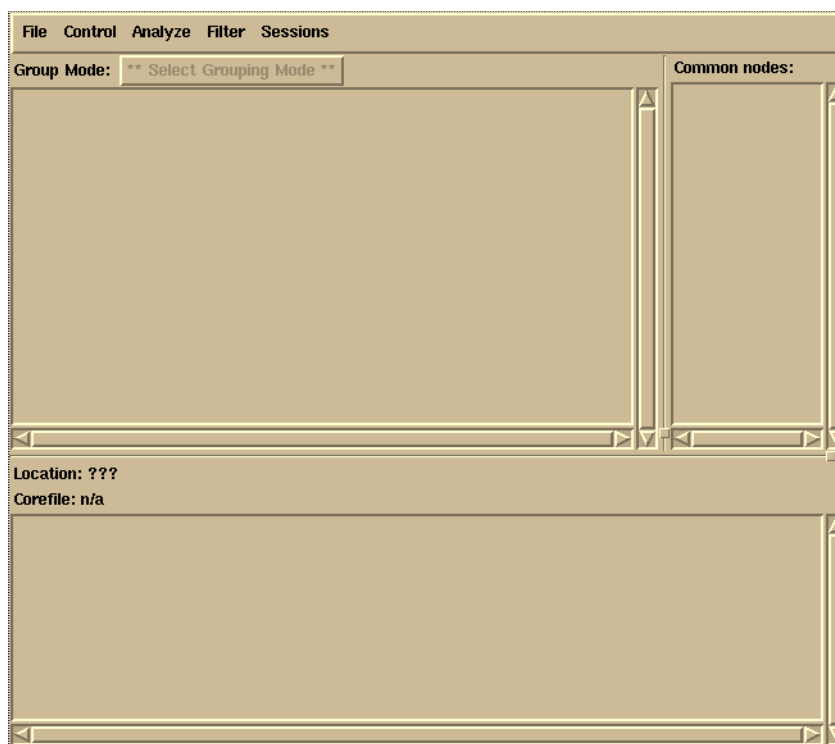 File Control Analyze Filter Sessions
Group Mode: ** Select Grouping Mode **
Common nodes:
Location: ???
Corefile: n/a